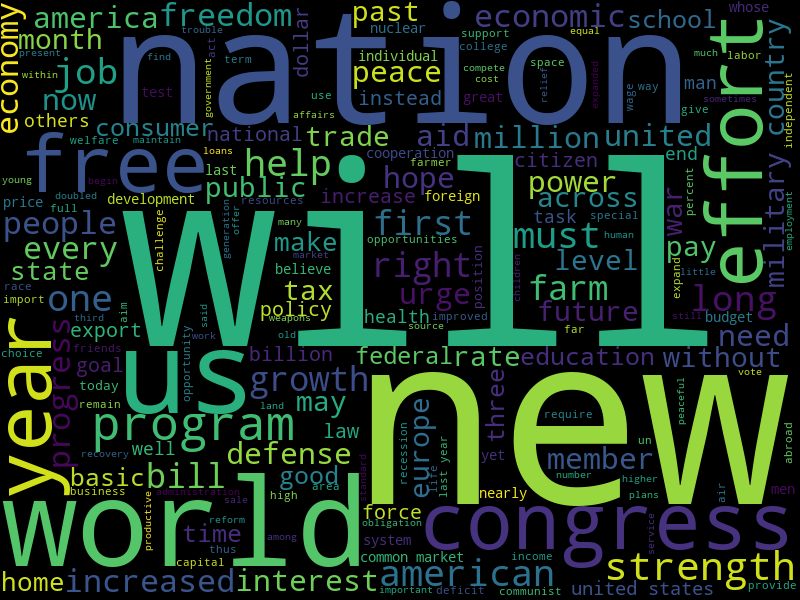 economy
america
freedom
month
job
now
others
consumer
national
dollar
trouble
present
within
find
test
term
act
government
nation
past
nuclear
support
college
individual
peace
instead
use
affairs
economic
school
whose
equal
space
compete
cost
relief
expanded
great
much
labor
man
wage
way
give
sometimes
independent
country
effort
military
free
welfare
maintain
loans
trade
aid
million
united
cooperation
farmer
citizen
end
percent
war
young
begin
last
help
public
hope
power
across
price
doubled
full
development
resources
increase
foreign
task
special
people
challenge
generation
offer
many
first
opportunities
must
human
pay
employment
every
state
make
believe
market
right
position
level
expand
little
children
race
import
one
aim
opportunity
said
tax
policy
weapons
urge
farm
future
long
third
export
work
old
health
source
improved
far
still
budget
need
will
choice
friends
goal
us
billion
federal
rate
education
without
year
progress
today
remain
growth
land
may
three
vote
program
law
europe
recession
life
last year
require
peaceful
abroad
recovery
well
defense
yet
un
member
basic
bill
good
area
standard
nearly
number
higher
plans
men
new
business
administration
sale
high
force
air
world
productive
reform
obligation
congress
service
time
thus
among
system
capital
common market
income
strength
home
increased
interest
american
important
deficit
communist
united states
provide